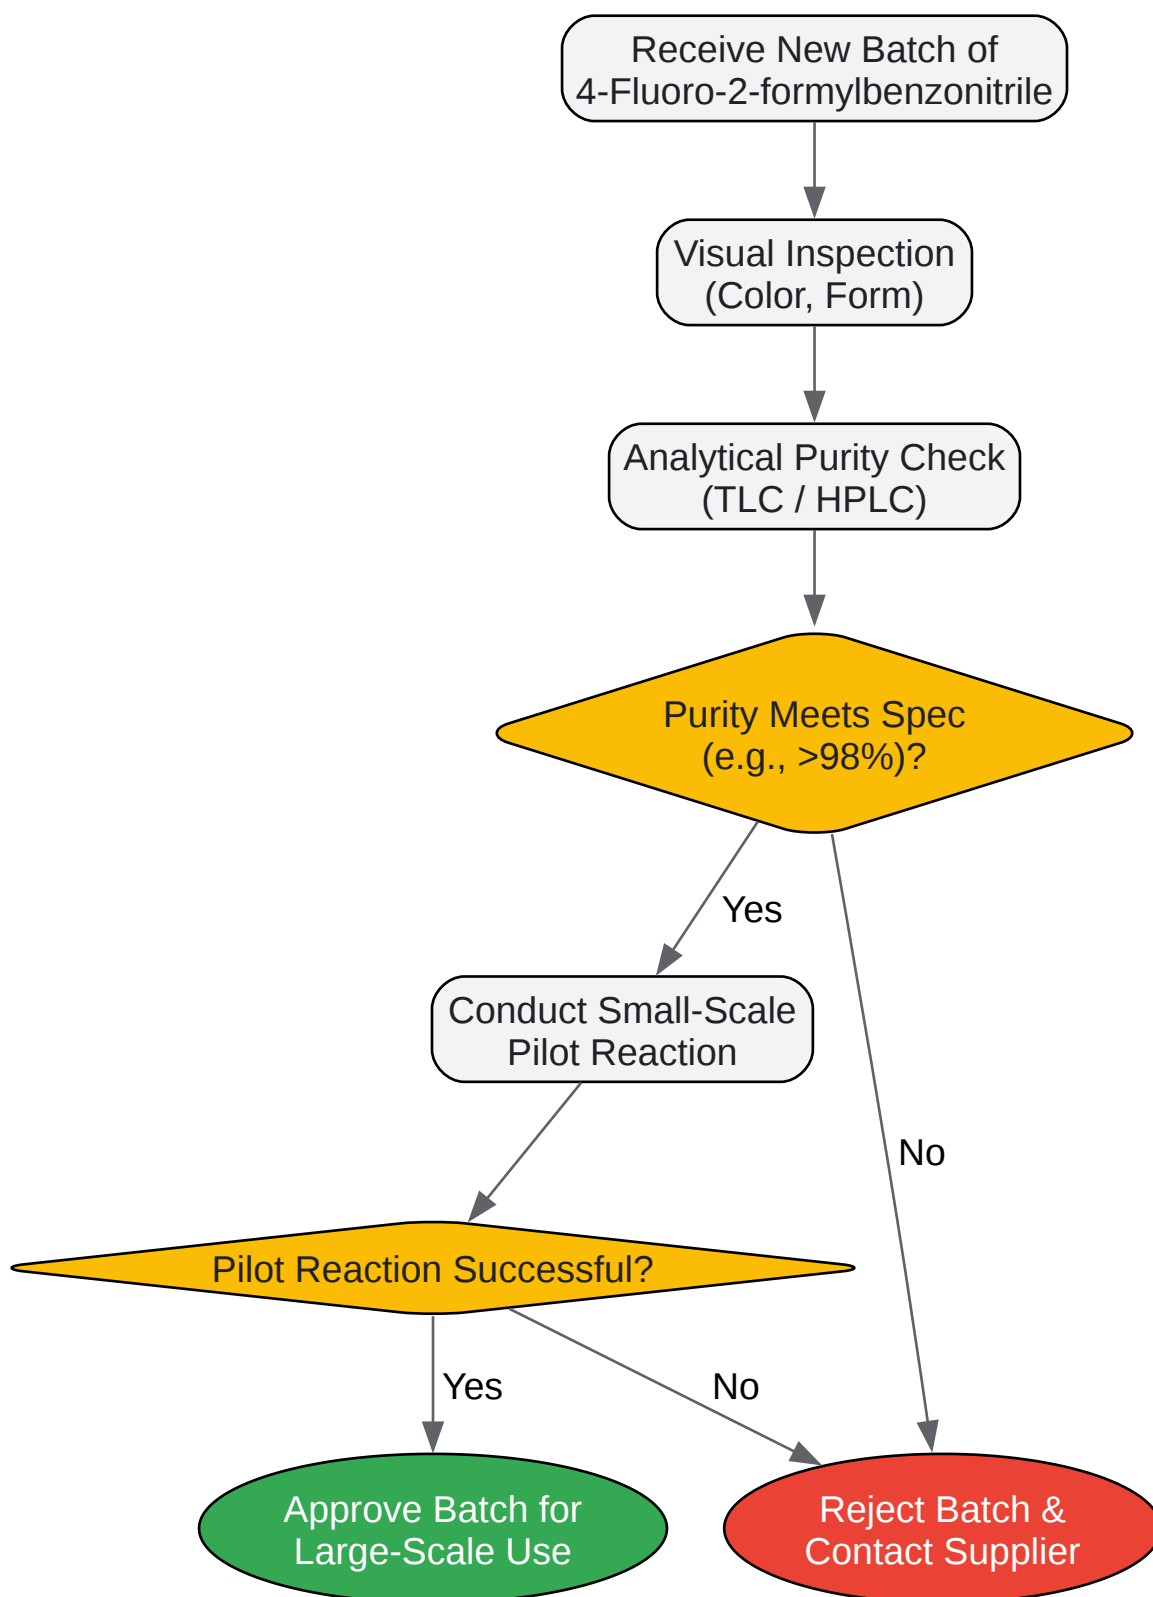 Receive New Batch of
4-Fluoro-2-formylbenzonitrile
Visual Inspection
(Color, Form)
Analytical Purity Check
(TLC / HPLC)
Purity Meets Spec
(e.g., >98%)?
Yes
Conduct Small-Scale
Pilot Reaction
No
Pilot Reaction Successful?
Yes
No
Approve Batch for
Large-Scale Use
Reject Batch &
Contact Supplier